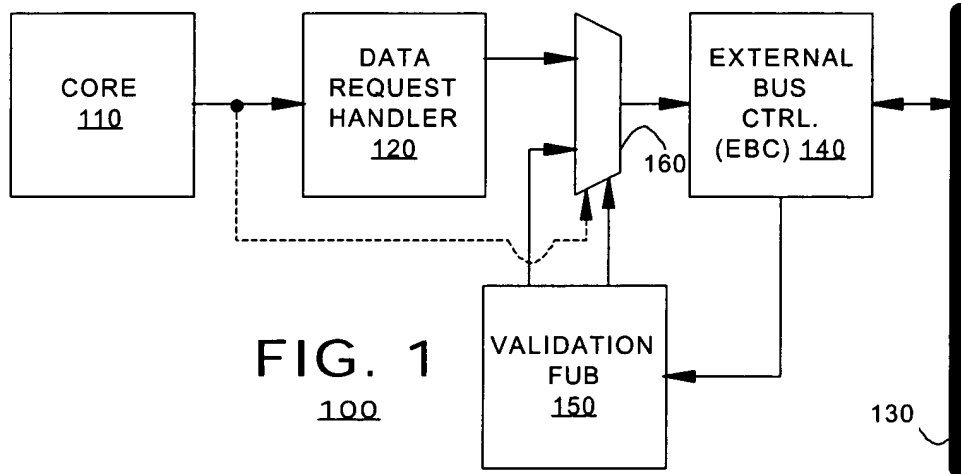 CORE
110
DATA
REQUEST
HANDLER
120
160
EXTERNAL
BUS
CTRL.
(EBC) 140
VALIDATION
FUB
150
FIG. 1
100
130